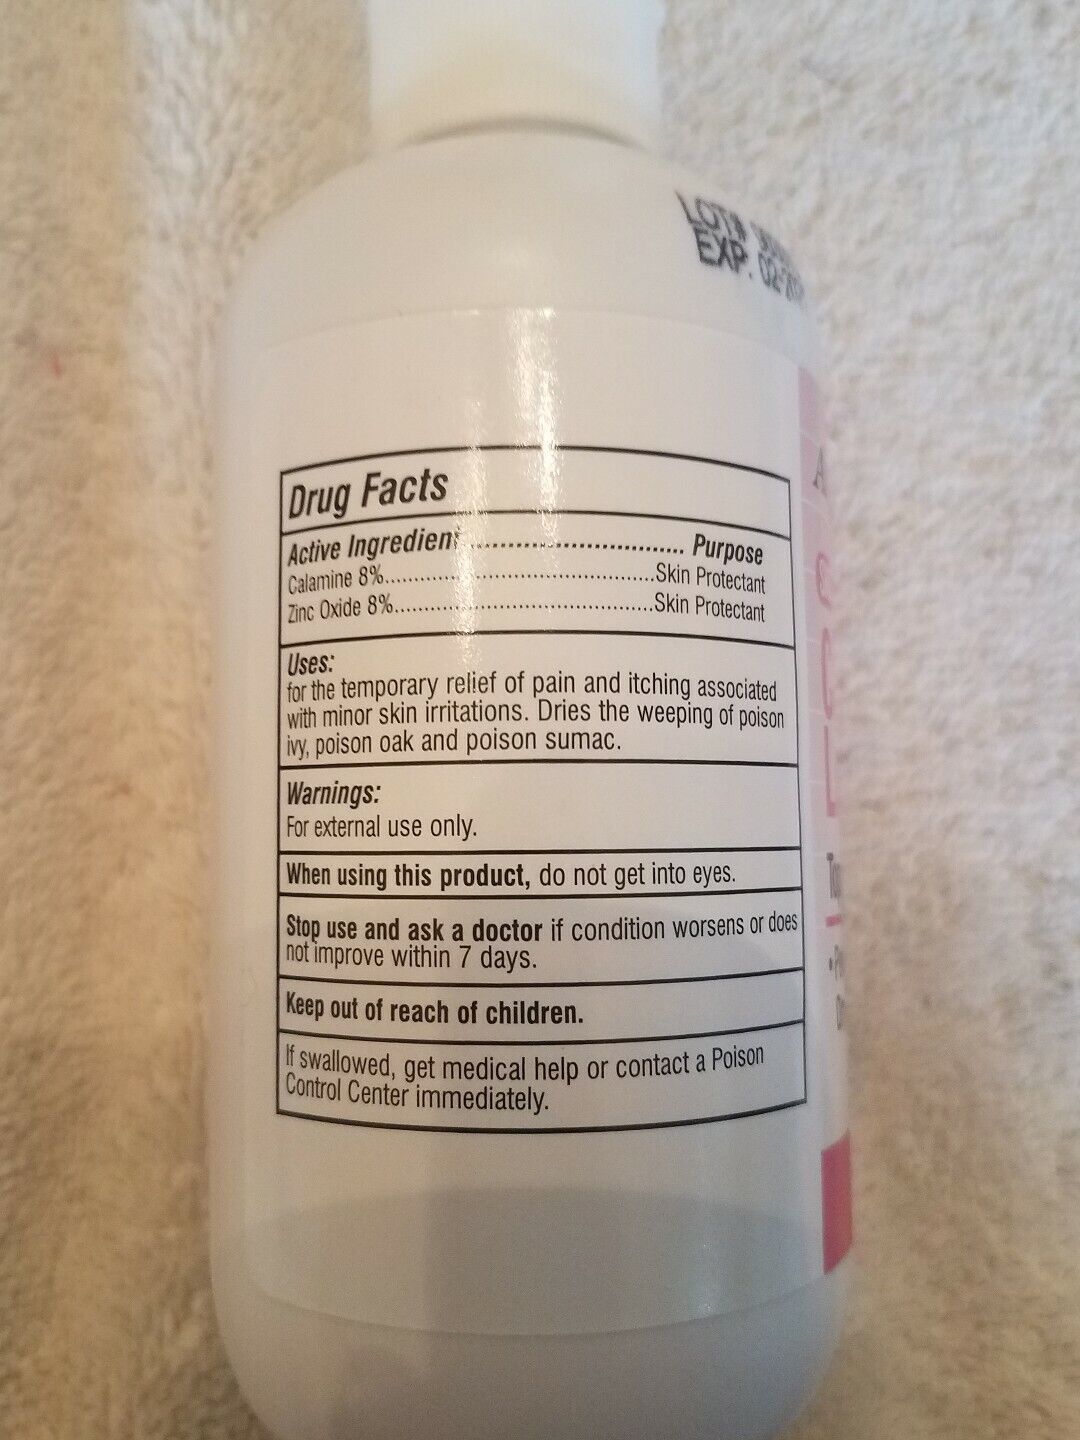 LOT#
EXP. 02-
Drug Facts
Active Ingredient.............................. Purpose
Calamine 8%..........................................Skin Protectant
Zinc Oxide 8%........................................Skin Protectant
Uses:
for the temporary relief of pain and itching associated
with minor skin irritations. Dries the weeping of poison
ivy, poison oak and poison sumac.
Warnings:
For external use only.
When using this product, do not get into eyes.
Stop use and ask a doctor if condition worsens or does
not improve within 7 days.
Keep out of reach of children.
If swallowed, get medical help or contact a Poison
Control Center immediately.